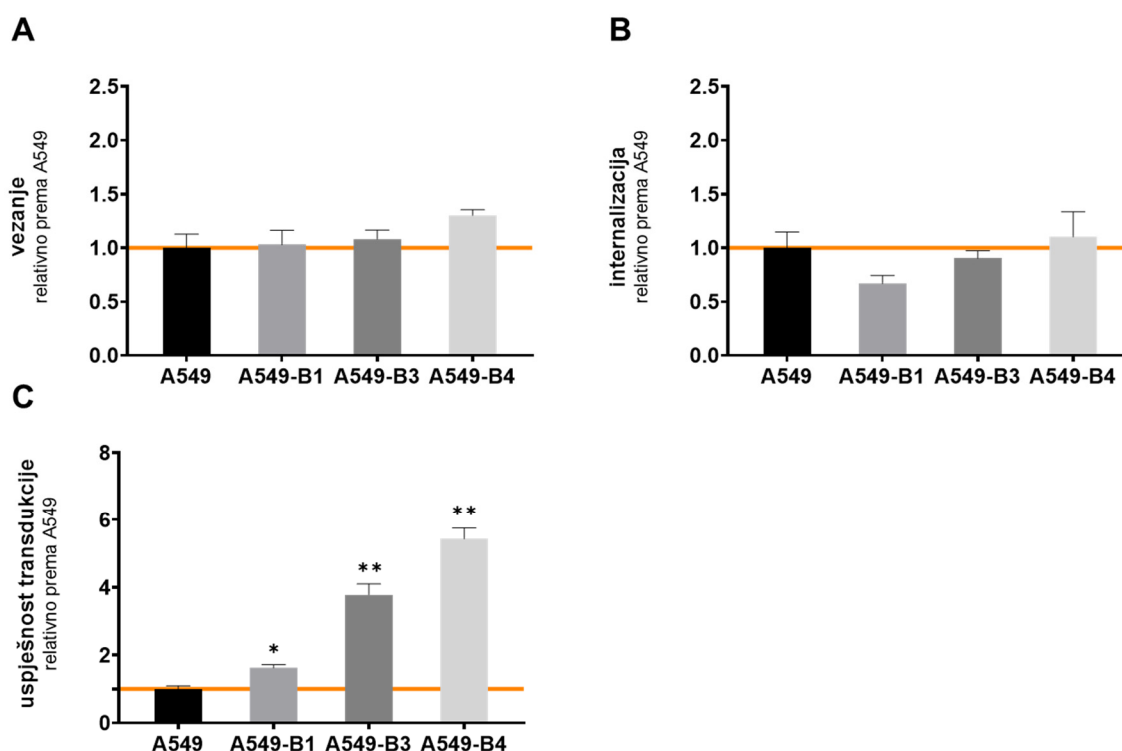 A
vezanje
relativno prema A549
2.5
2.0
1.5
1.0
0.5
0.0
A549 A549-B1 A549-B3 A549-B4
B
internalizacija
relativno prema A549
2.5
2.0
1.5
1.0
0.5
0.0
A549 A549-B1 A549-B3 A549-B4
C
uspješnost transdukcije
relativno prema A549
8
6
4
2
0
*
**
**
A549 A549-B1 A549-B3 A549-B4